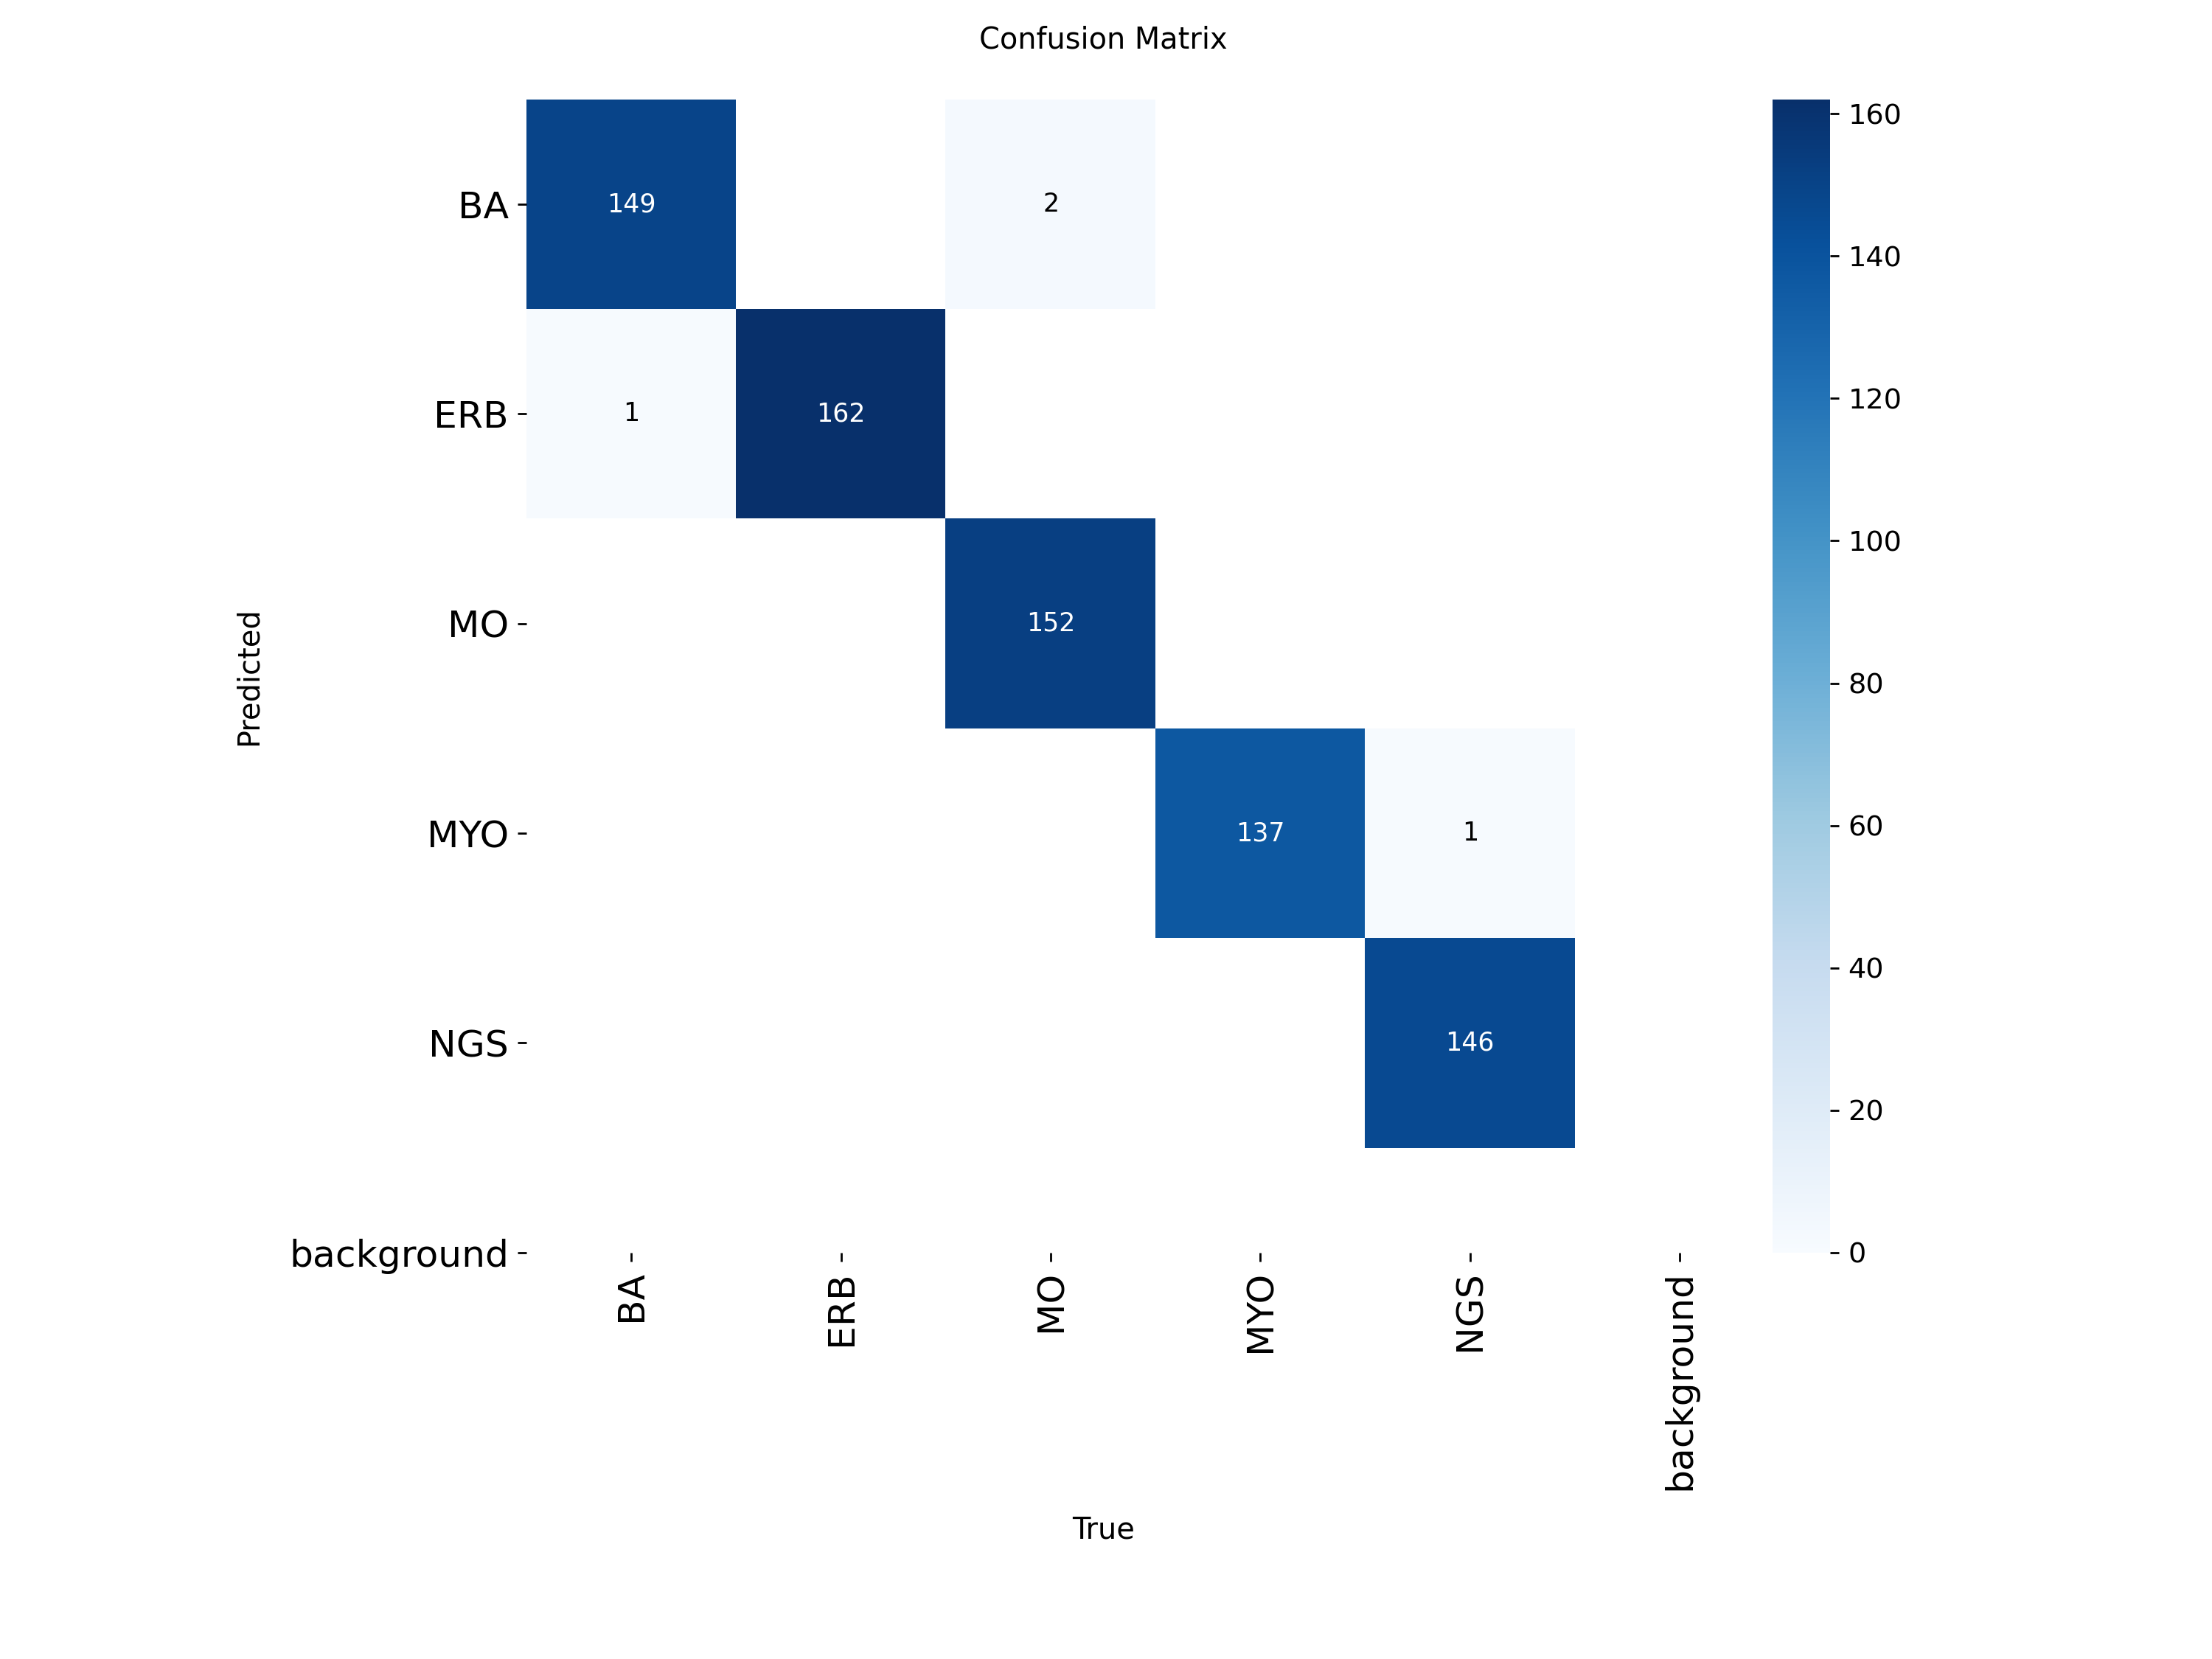 Confusion Matrix
BA
149
2
ERB
1
162
MO
152
MYO
137
1
NGS
146
background
Predicted
BA
ERB
MO
MYO
NGS
background
True
160
140
120
100
80
60
40
20
0